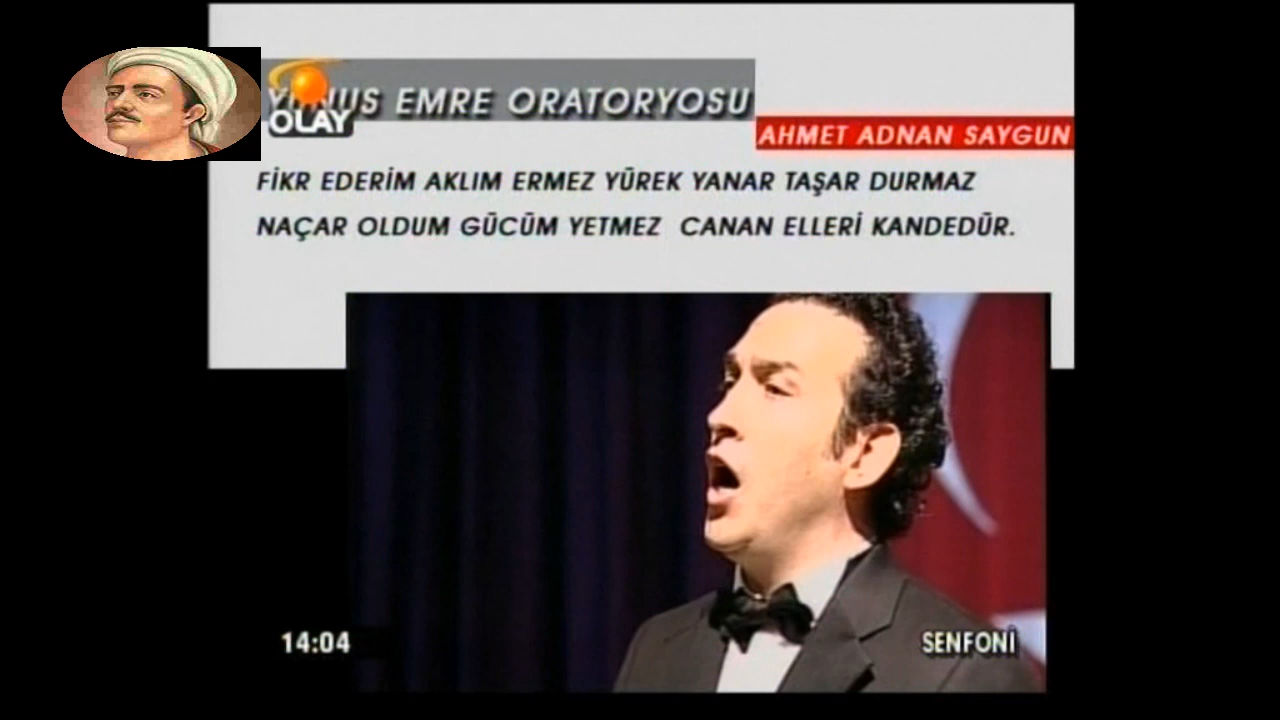 YUNUS EMRE ORATORYOSU
OLAY
AHMET ADNAN SAYGUN
FİKR EDERİM AKLIM ERMEZ YÜREK YANAR TAŞAR DURMAZ
NAÇAR OLDUM GÜCÜM YETMEZ CANAN ELLERİ KANDEDÜR.
14:04
SENFONİ